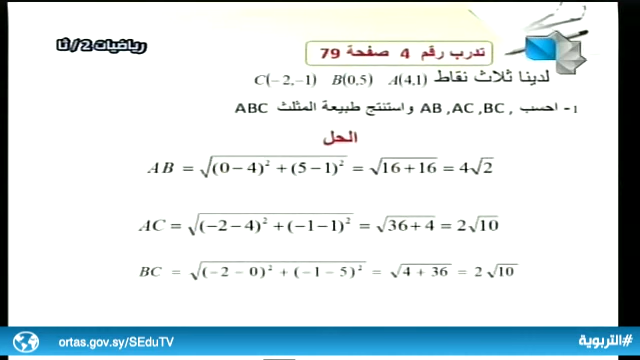 رياضيات 2/ ثا
تدرب رقم 4 صفحة 79
لدينا ثلاث نقاط A(4,1) B(0,5) C(−2,−1)
1- احسب , AB ,AC ,BC واستنتج طبيعة المثلث ABC
الحل
AB = √(0−4)² + (5−1)² = √16+16 = 4√2
AC = √(−2−4)² + (−1−1)² = √36+4 = 2√10
BC = √(−2−0)² + (−1−5)² = √4+36 = 2√10
ortas.gov.sy/SEduTV
#التربوية